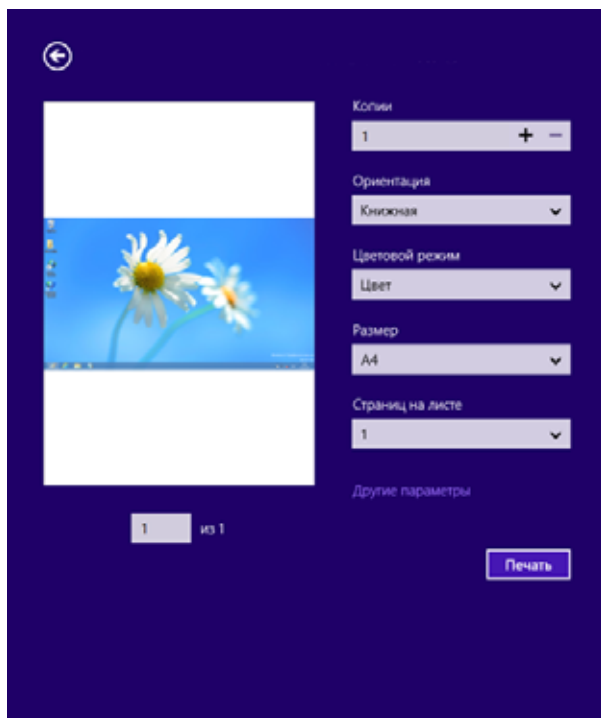 Копии
1
Ориентация
Книжная
Цветовой режим
Цвет
Размер
A4
Страниц на листе
1
Другие параметры
1 из 1
Печать